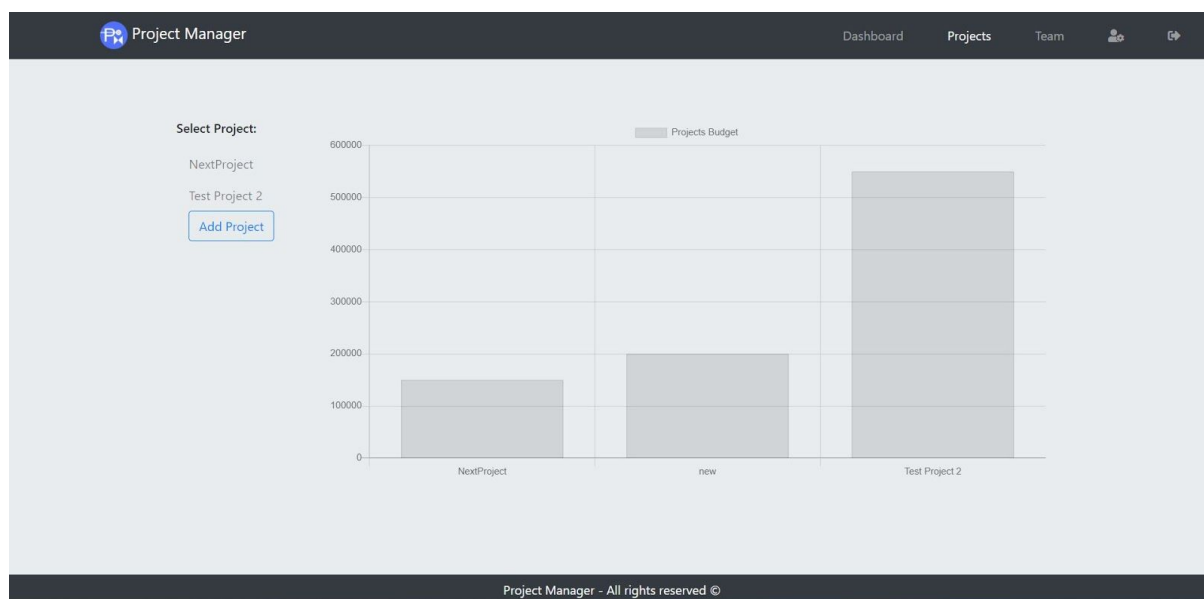 Project Manager
Dashboard Projects Team
Select Project:
NextProject
Test Project 2
Add Project
Projects Budget
600000
500000
400000
300000
200000
100000
0
NextProject new Test Project 2
Project Manager - All rights reserved ©